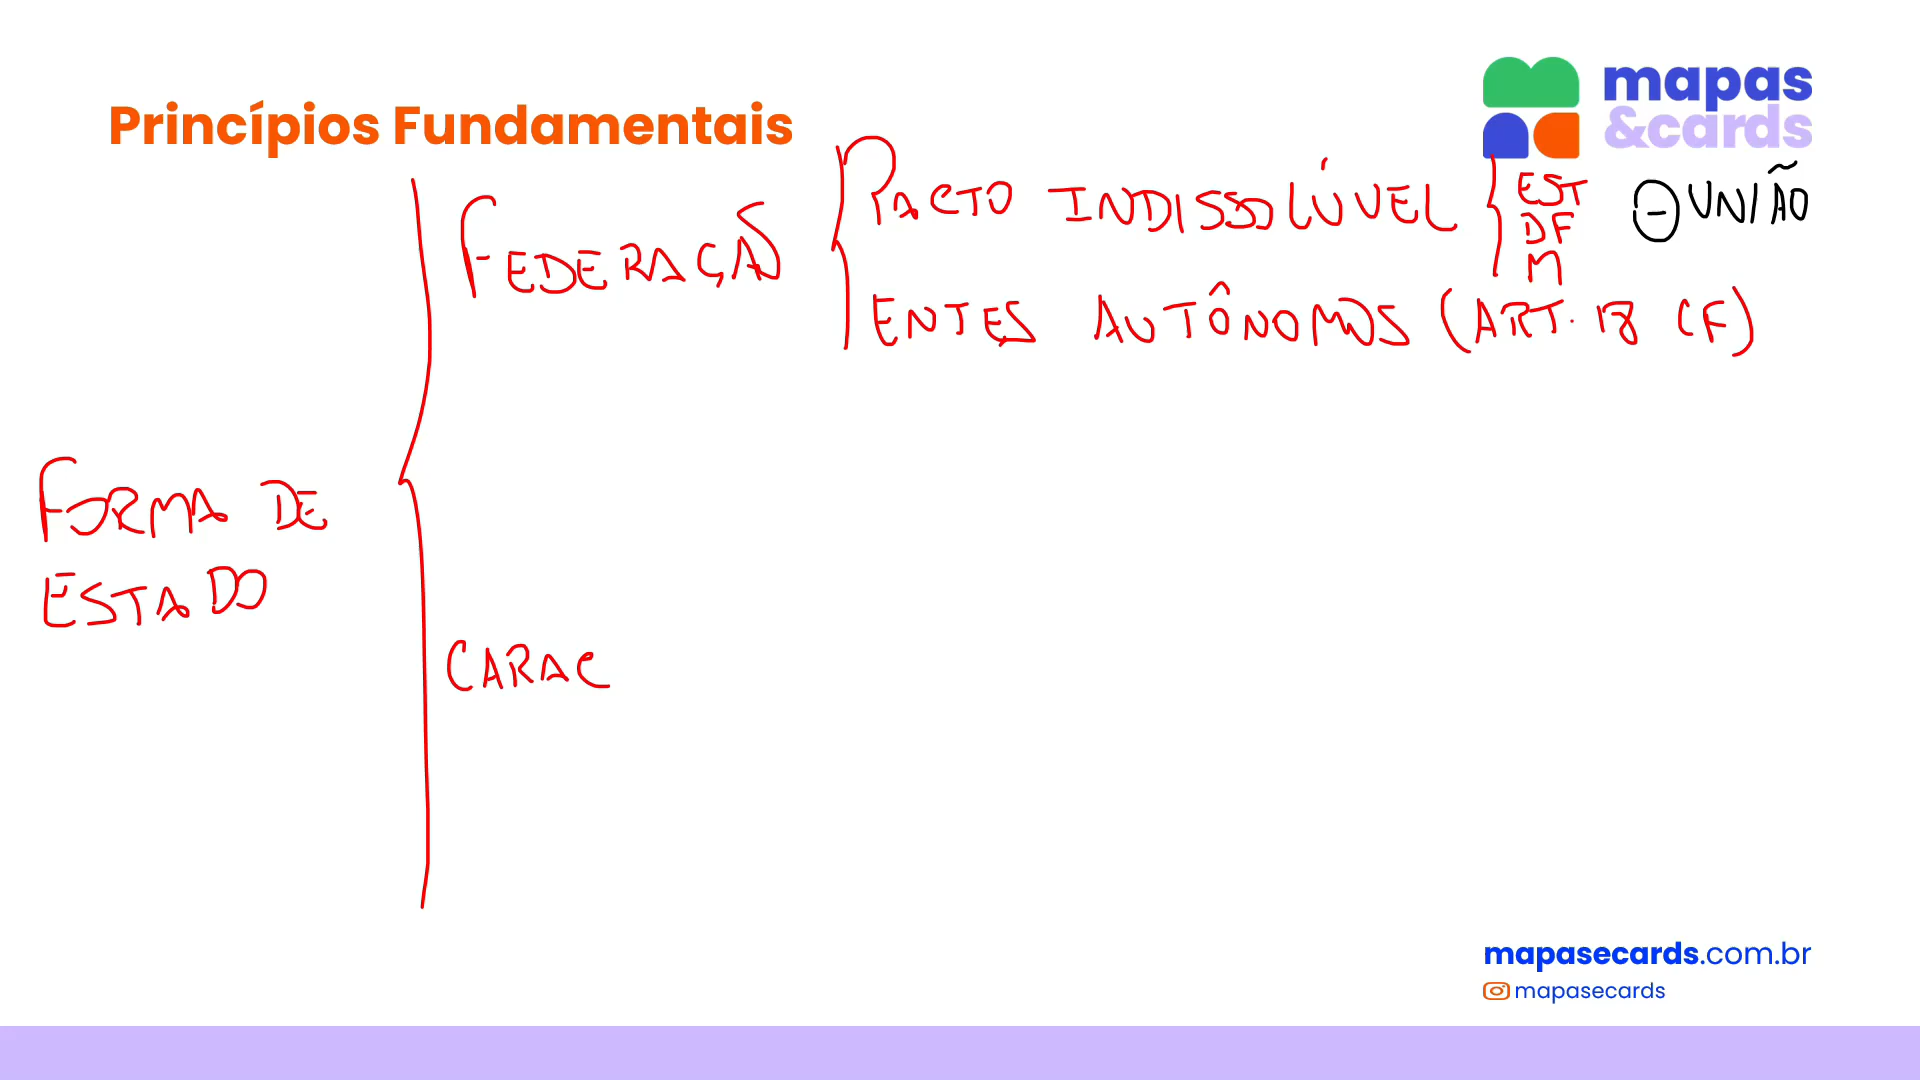 Princípios Fundamentais
mapas
&cards
FORMA DE
ESTADO
FEDERAÇÃO
PACTO INDISSOLÚVEL
EST
DF
M
UNIÃO
ENTES AUTÔNOMOS (ART. 18 CF)
CARAC
mapasecards.com.br
mapasecards